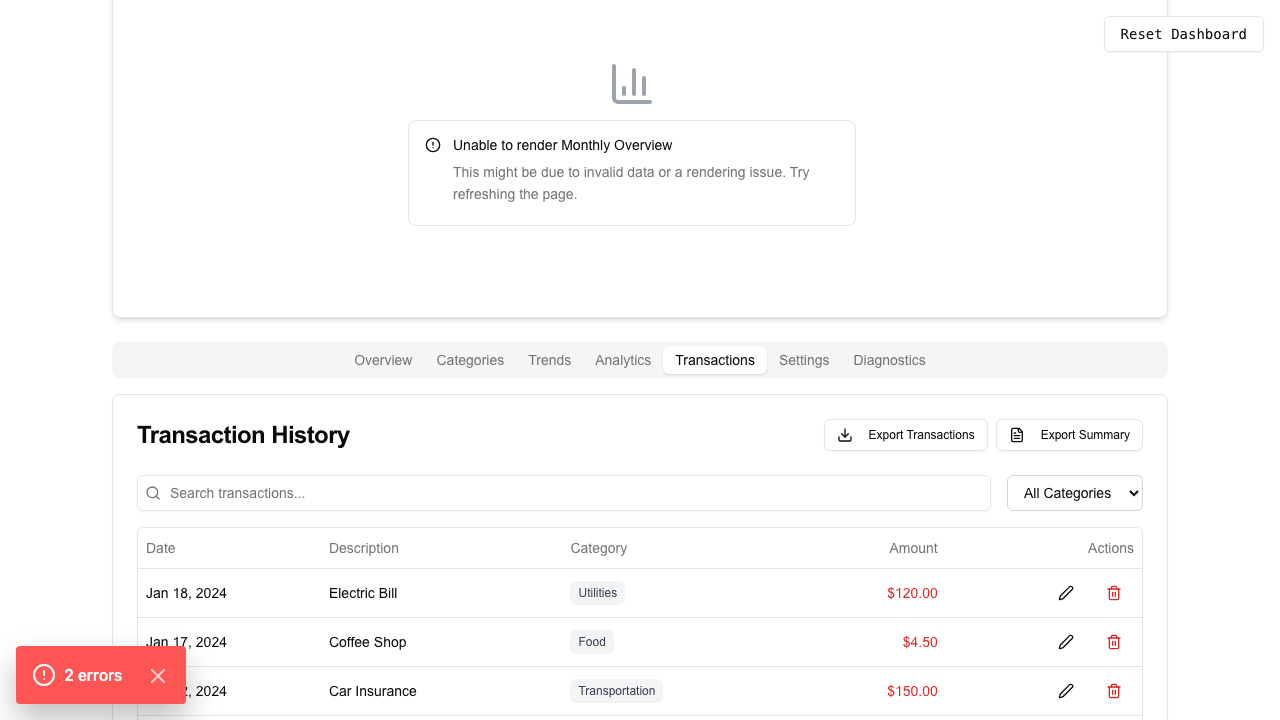 Reset Dashboard
Unable to render Monthly Overview
This might be due to invalid data or a rendering issue. Try
refreshing the page.
Overview Categories Trends Analytics Transactions Settings Diagnostics
Transaction History
Export Transactions Export Summary
Search transactions... All Categories
Date Description Category Amount Actions
Jan 18, 2024 Electric Bill Utilities $120.00
Jan 17, 2024 Coffee Shop Food $4.50
2, 2024 Car Insurance Transportation $150.00
2 errors